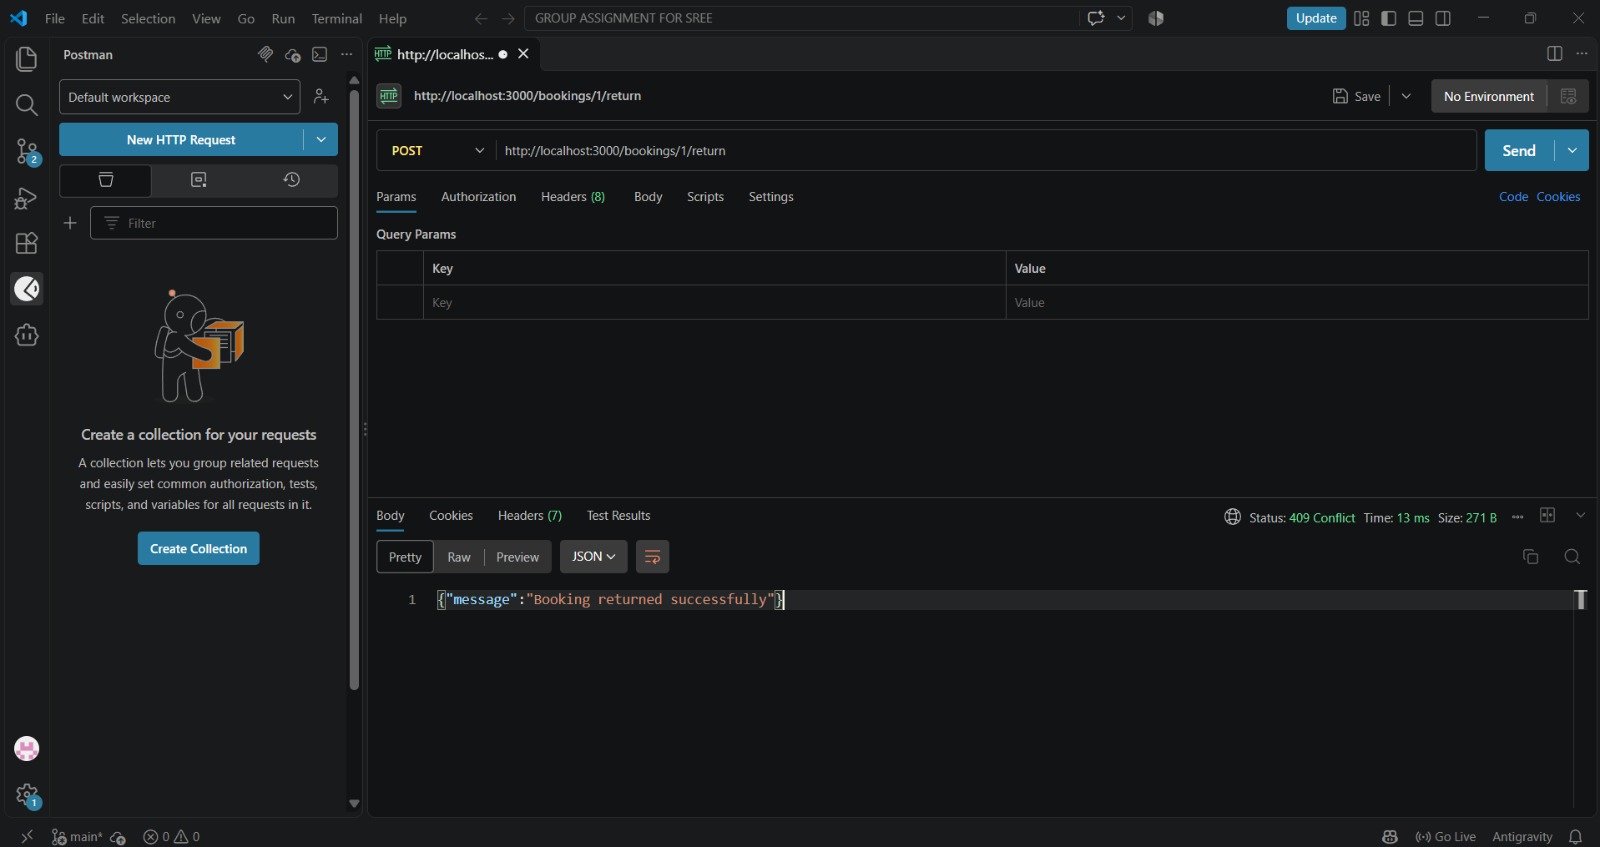 File Edit Selection View Go Run Terminal Help
GROUP ASSIGNMENT FOR SREE
Update
Postman
HTTP http://localhos...
Default workspace
HTTP http://localhost:3000/bookings/1/return
Save
No Environment
New HTTP Request
POST http://localhost:3000/bookings/1/return
Send
2
Params Authorization Headers (8) Body Scripts Settings
Code Cookies
Filter
Query Params
Key Value
Key Value
Create a collection for your requests
A collection lets you group related requests
and easily set common authorization, tests,
scripts, and variables for all requests in it.
Create Collection
Body Cookies Headers (7) Test Results
Status: 409 Conflict Time: 13 ms Size: 271 B
Pretty Raw Preview JSON
1 {"message":"Booking returned successfully"}
1
main* 0 0
Go Live Antigravity